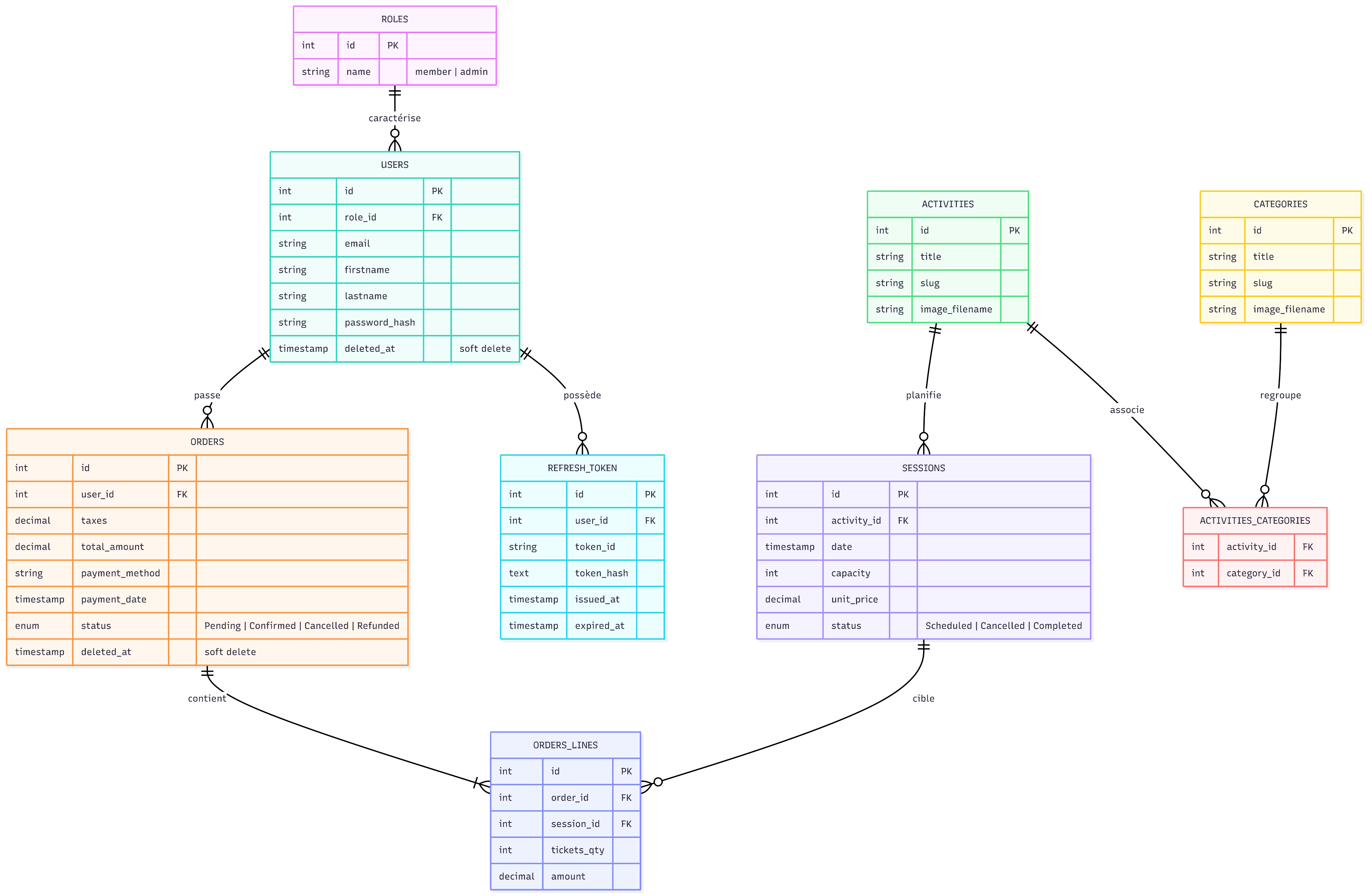 ROLES
int id PK
string name member | admin
caractérise
USERS
int id PK
int role_id FK
string email
string firstname
string lastname
string password_hash
timestamp deleted_at soft delete
ACTIVITIES
int id PK
string title
string slug
string image_filename
CATEGORIES
int id PK
string title
string slug
string image_filename
passe
possède
planifie
associe
regroupe
ORDERS
int id PK
int user_id FK
decimal taxes
decimal total_amount
string payment_method
timestamp payment_date
enum status Pending | Confirmed | Cancelled | Refunded
timestamp deleted_at soft delete
REFRESH_TOKEN
int id PK
int user_id FK
string token_id
text token_hash
timestamp issued_at
timestamp expired_at
SESSIONS
int id PK
int activity_id FK
timestamp date
int capacity
decimal unit_price
enum status Scheduled | Cancelled | Completed
ACTIVITIES_CATEGORIES
int activity_id FK
int category_id FK
contient
cible
ORDERS_LINES
int id PK
int order_id FK
int session_id FK
int tickets_qty
decimal amount